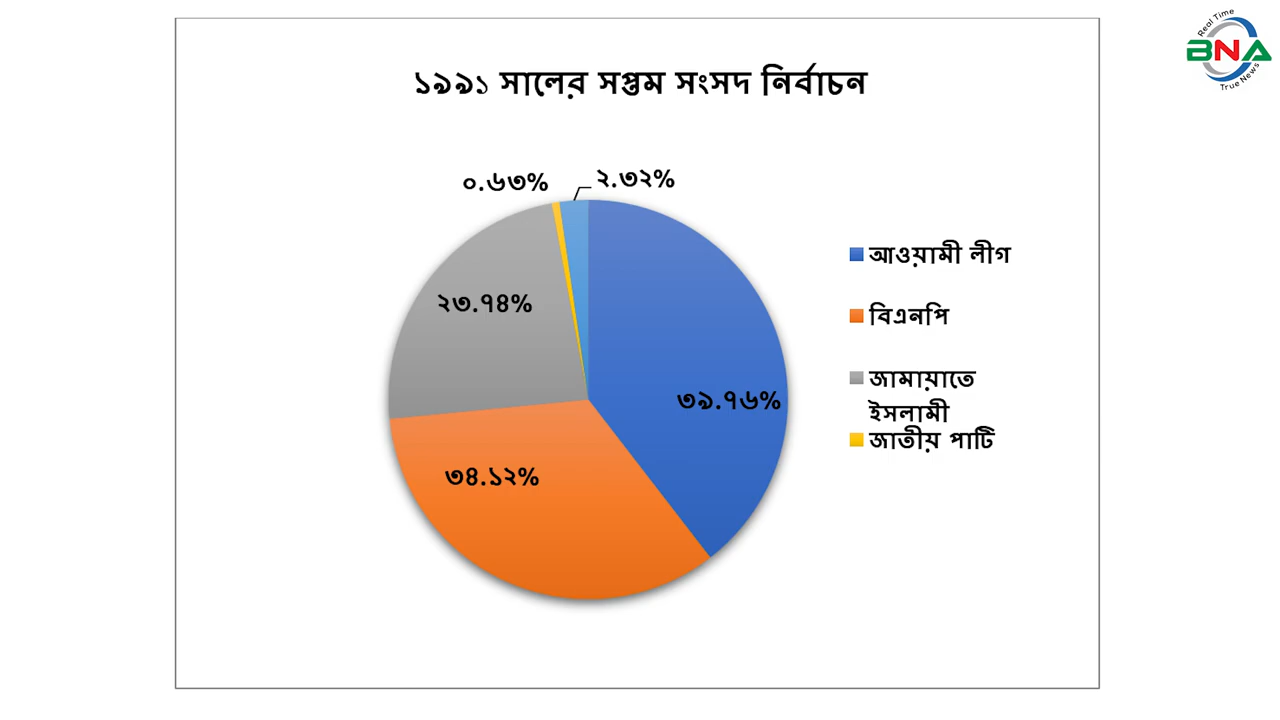 Real Time
BNA
True News
১৯৯১ সালের সপ্তম সংসদ নির্বাচন
০.৬৩%
২.৩২%
২৩.৭৪%
৩৯.৭৬%
৩৪.১২%
আওয়ামী লীগ
বিএনপি
জামায়াতে
ইসলামী
জাতীয় পার্টি